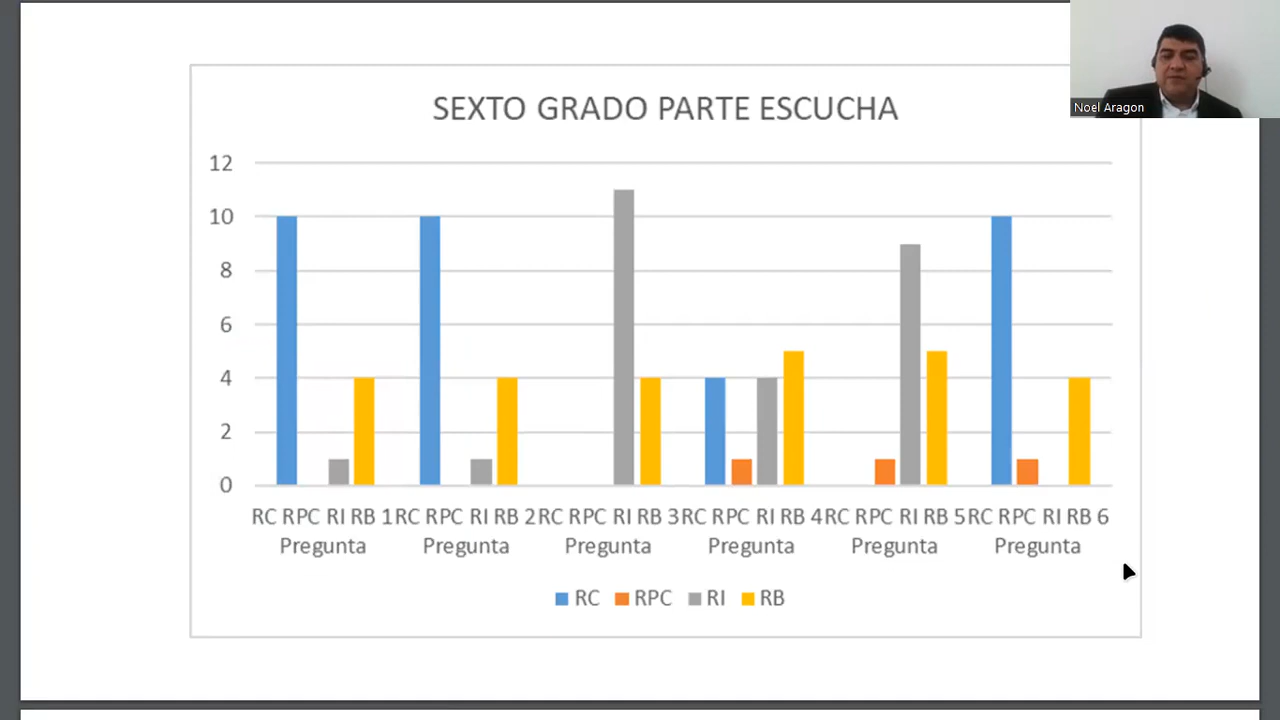 Noel Aragon
SEXTO GRADO PARTE ESCUCHA
12
10
8
6
4
2
0
RC RPC RI RB 1RC RPC RI RB 2RC RPC RI RB 3RC RPC RI RB 4RC RPC RI RB 5RC RPC RI RB 6
Pregunta Pregunta Pregunta Pregunta Pregunta Pregunta
RC RPC RI RB